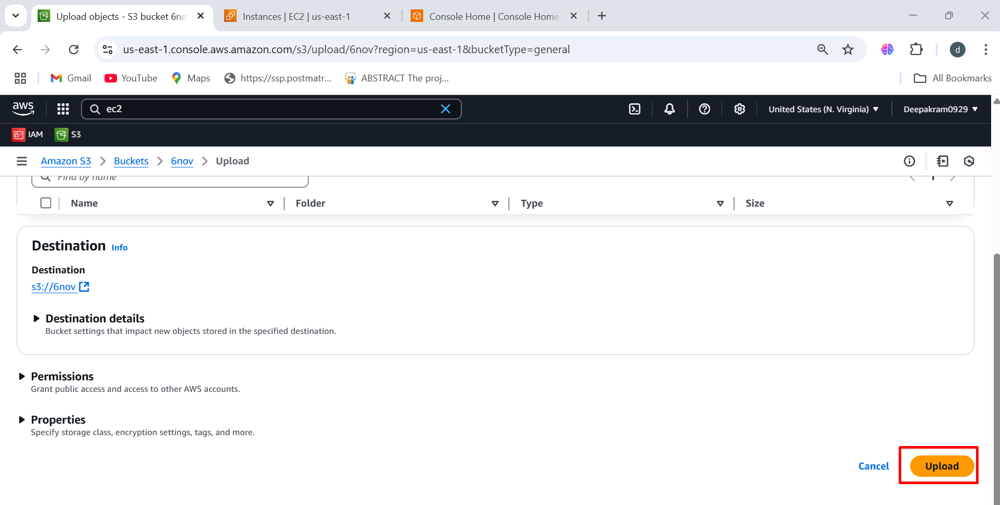 Upload objects - S3 bucket 6no
Instances | EC2 | us-east-1
Console Home | Console Home
us-east-1.console.aws.amazon.com/s3/upload/6nov?region=us-east-1&bucketType=general
d
Gmail
YouTube
Maps
https://ssp.postmatr...
ABSTRACT The proj...
All Bookmarks
aws
ec2
United States (N. Virginia)
Deepakram0929
IAM
S3
Amazon S3
Buckets
6nov
Upload
Find by name
1
Name
Folder
Type
Size
Destination Info
Destination
s3://6nov
Destination details
Bucket settings that impact new objects stored in the specified destination.
Permissions
Grant public access and access to other AWS accounts.
Properties
Specify storage class, encryption settings, tags, and more.
Cancel
Upload